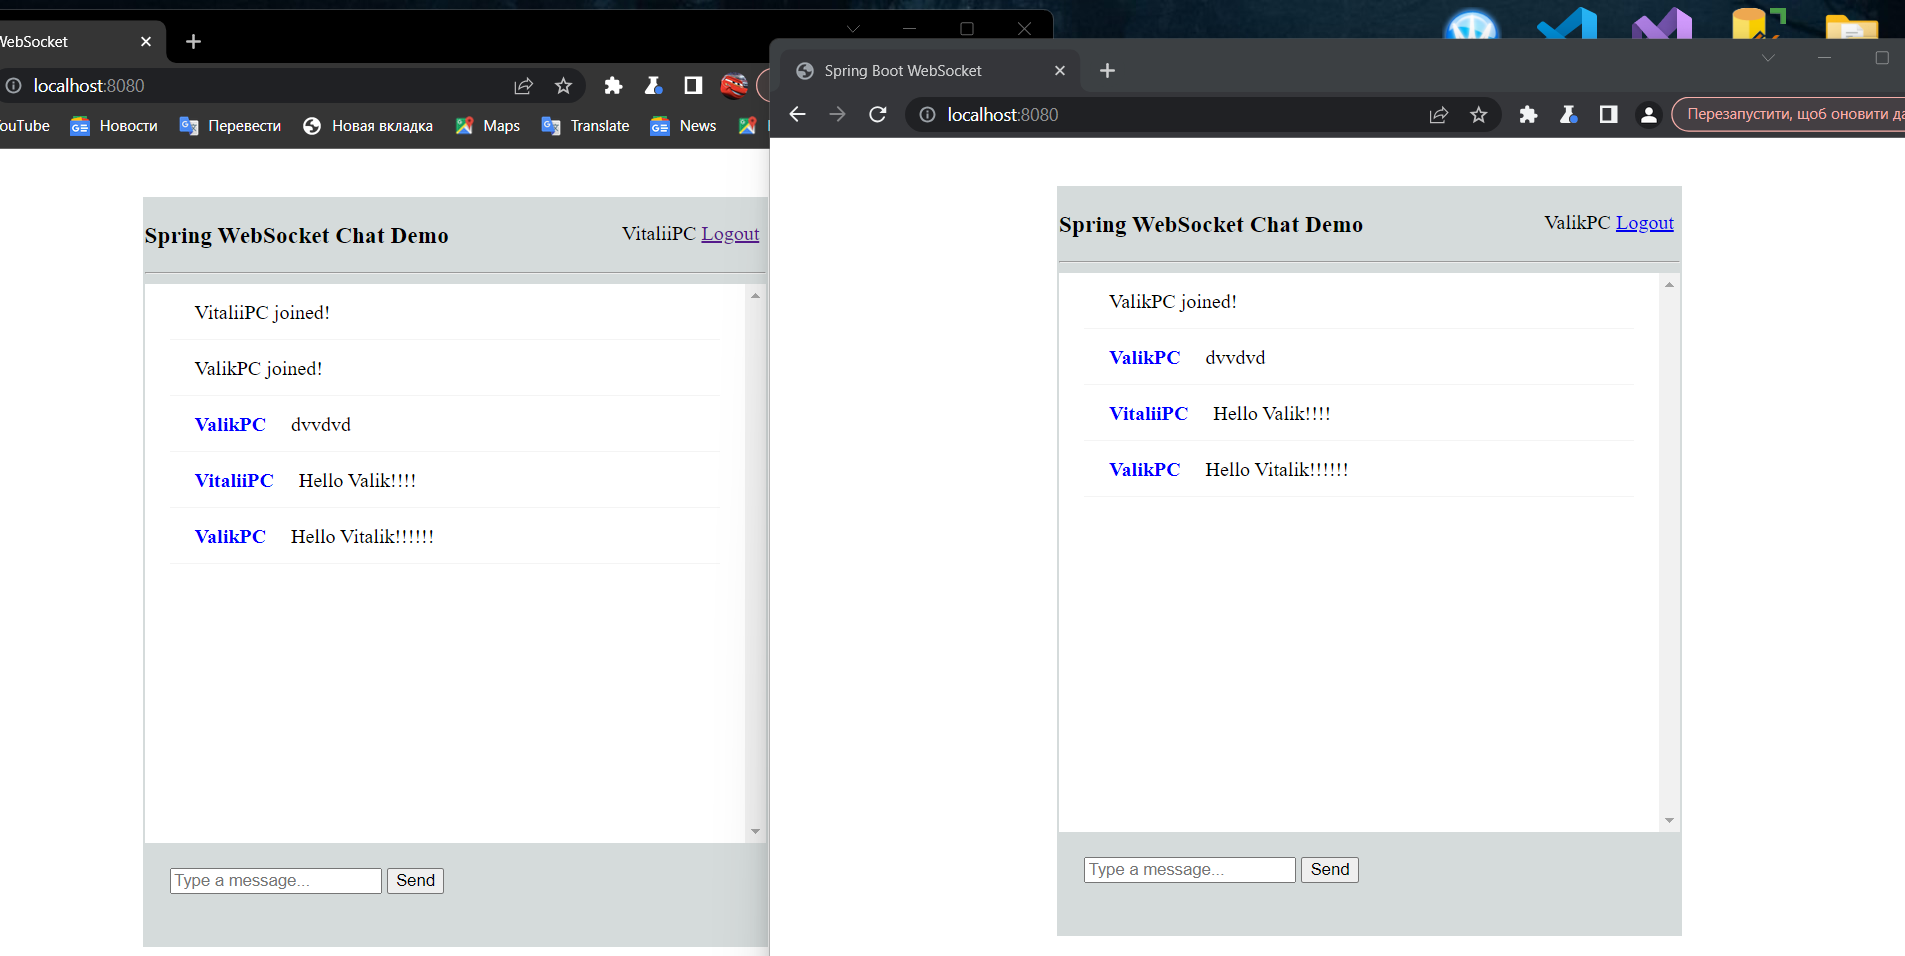 WebSocket
localhost:8080
YouTube Новости Перевести Новая вкладка Maps Translate News
Spring WebSocket Chat Demo VitaliiPC Logout
VitaliiPC joined!
ValikPC joined!
ValikPC dvvdvd
VitaliiPC Hello Valik!!!!
ValikPC Hello Vitalik!!!!!!
Type a message... Send
Spring Boot WebSocket
localhost:8080 Перезапустити, щоб оновити
Spring WebSocket Chat Demo ValikPC Logout
ValikPC joined!
ValikPC dvvdvd
VitaliiPC Hello Valik!!!!
ValikPC Hello Vitalik!!!!!!
Type a message... Send